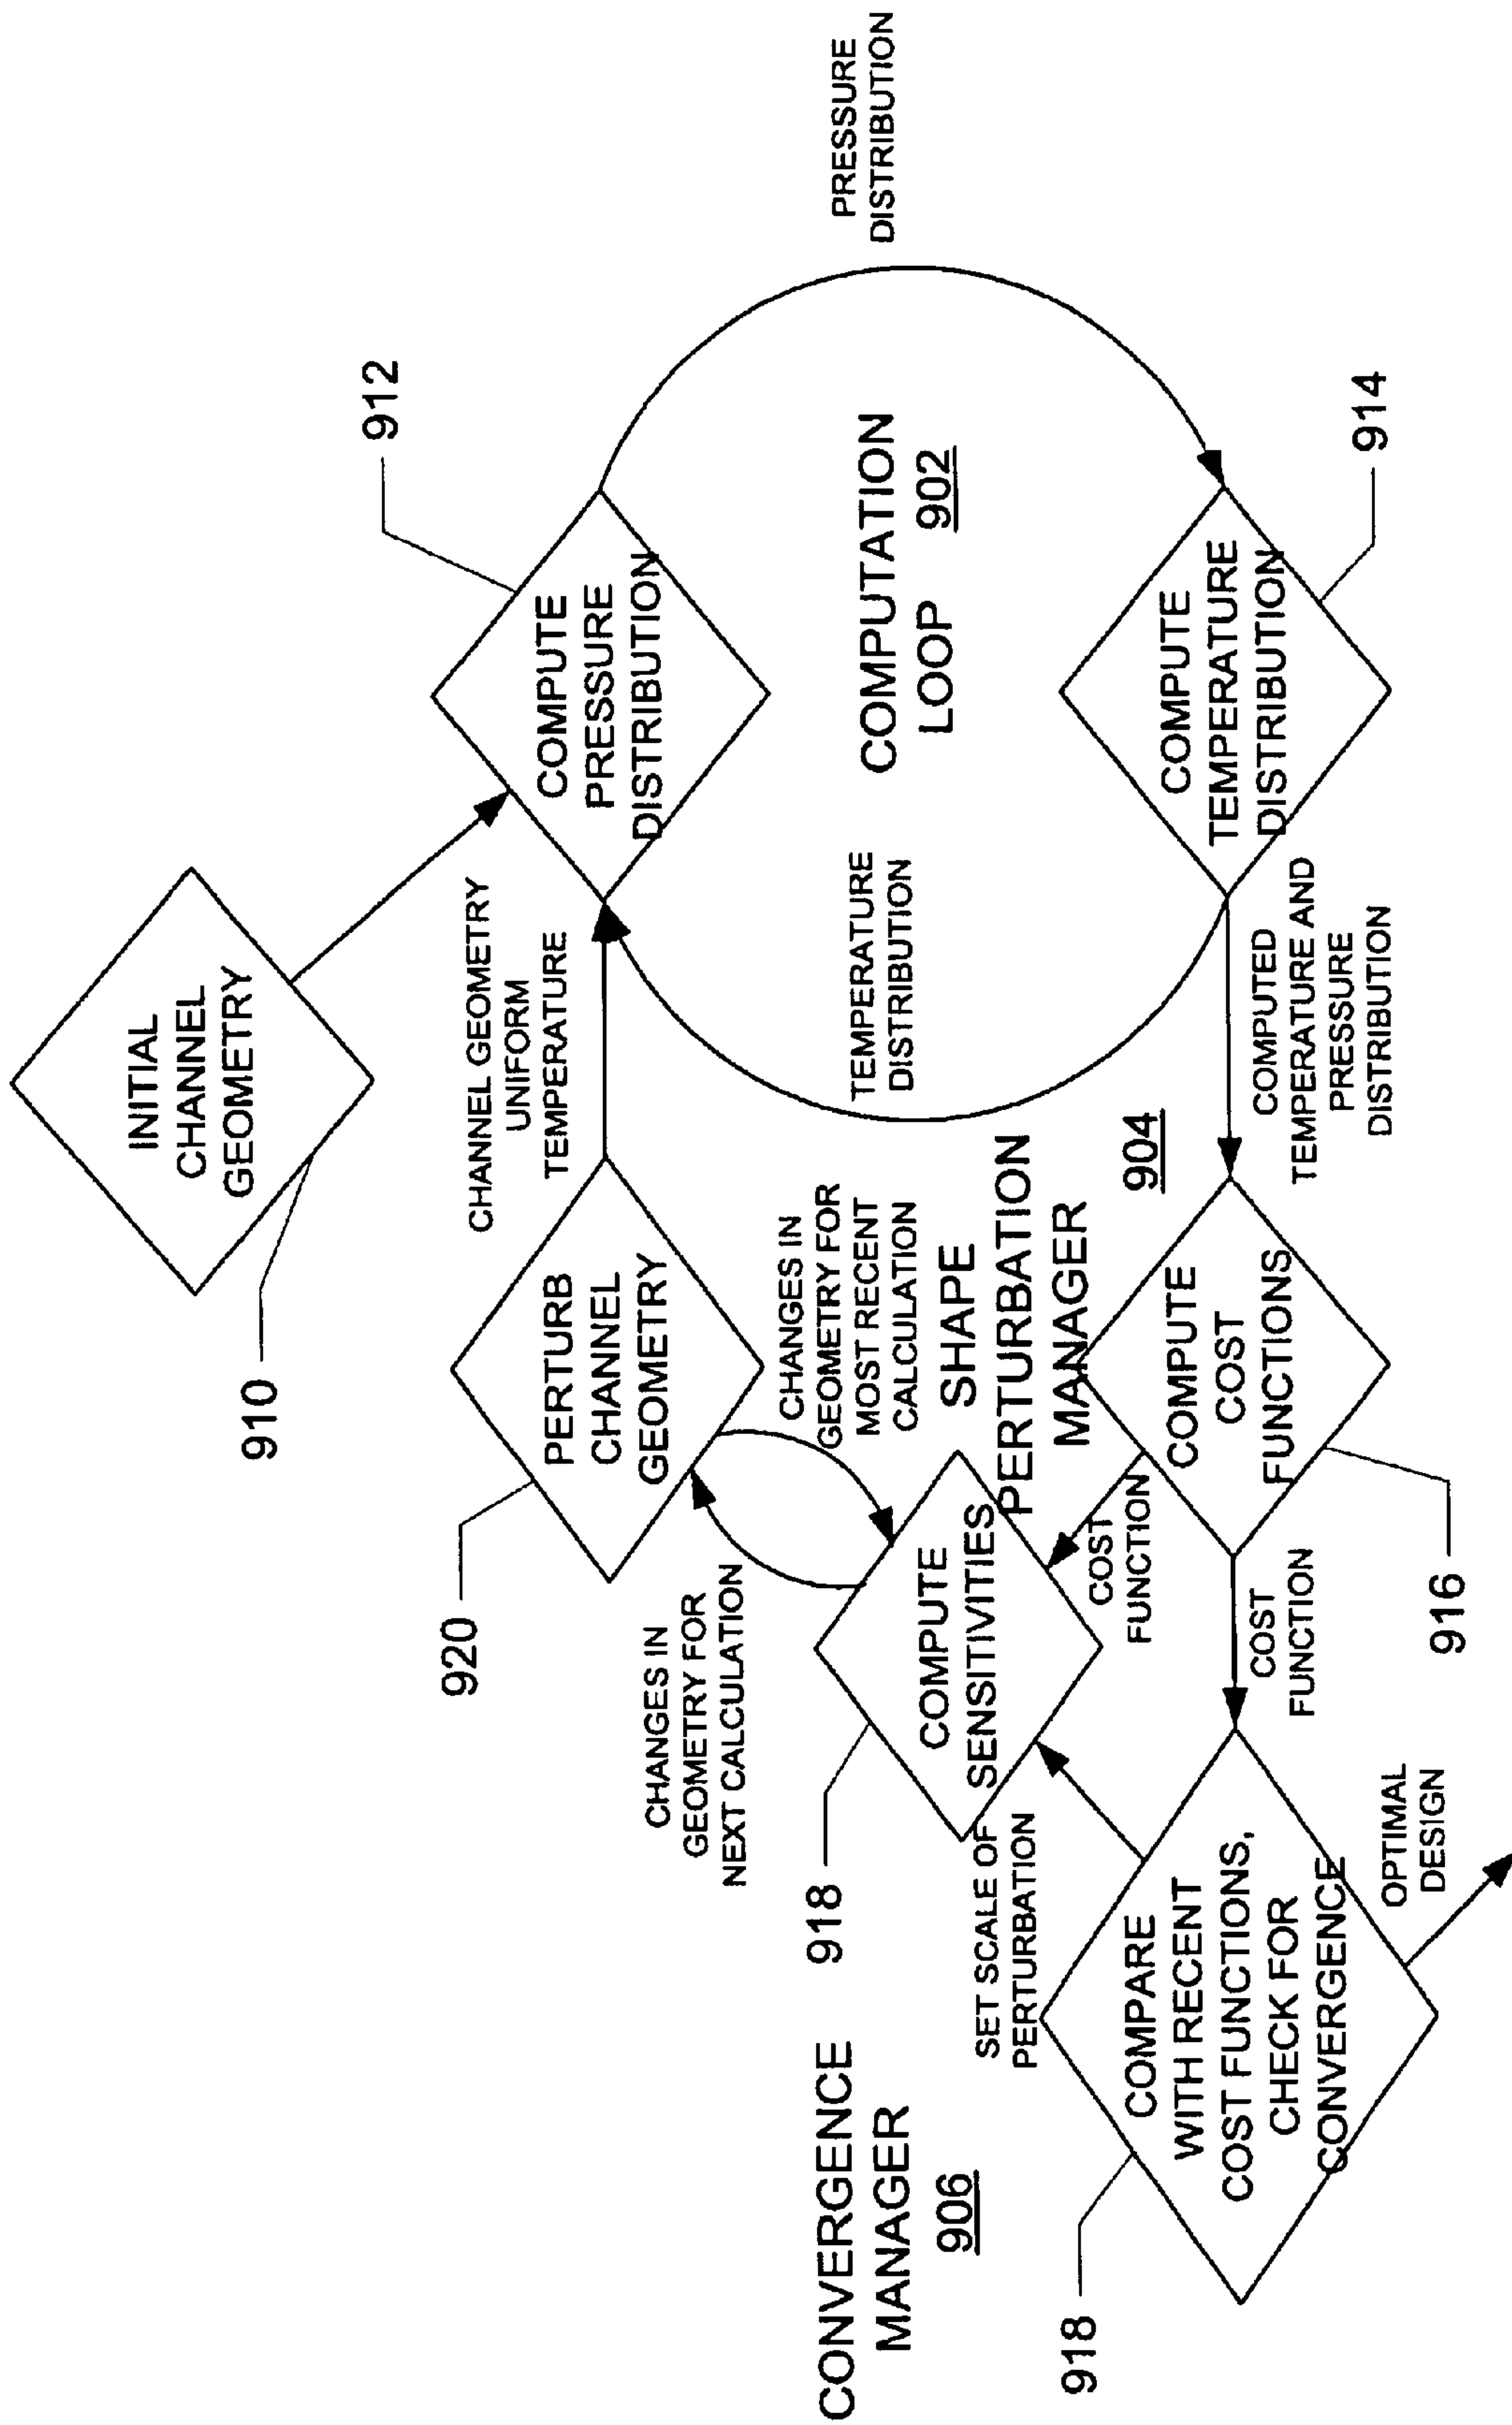 INITIAL
CHANNEL
GEOMETRY
910
CHANNEL GEOMETRY
UNIFORM
TEMPERATURE
912
COMPUTE
PRESSURE
DISTRIBUTION
PRESSURE
DISTRIBUTION
COMPUTATION
LOOP 902
TEMPERATURE
DISTRIBUTION
COMPUTE
TEMPERATURE
DISTRIBUTION
914
COMPUTED
TEMPERATURE AND
PRESSURE
DISTRIBUTION
920
PERTURB
CHANNEL
GEOMETRY
CHANGES IN
GEOMETRY FOR
MOST RECENT
CALCULATION
SHAPE
PERTURBATION
MANAGER
904
COMPUTE
COST
FUNCTIONS
916
CHANGES IN
GEOMETRY FOR
NEXT CALCULATION
918
COMPUTE
SENSITIVITIES
COST
FUNCTION
COST
FUNCTION
CONVERGENCE
MANAGER
906
SET SCALE OF
PERTURBATION
918
COMPARE
WITH RECENT
COST FUNCTIONS,
CHECK FOR
CONVERGENCE
OPTIMAL
DESIGN